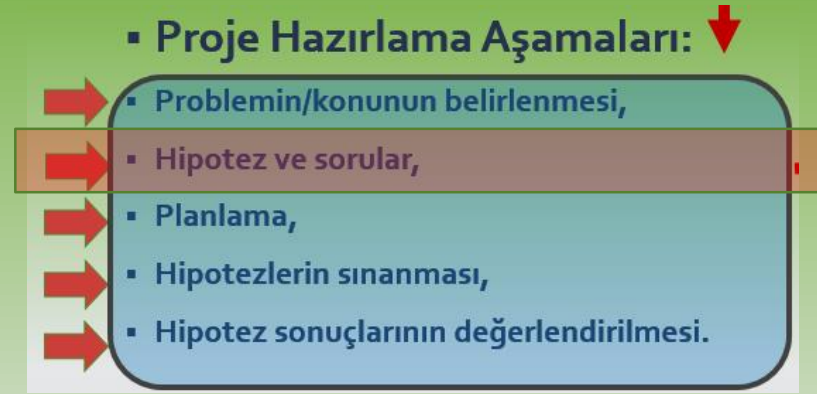 ▪ Proje Hazırlama Aşamaları:
▪ Problemin/konunun belirlenmesi,
▪ Hipotez ve sorular,
▪ Planlama,
▪ Hipotezlerin sınanması,
▪ Hipotez sonuçlarının değerlendirilmesi.